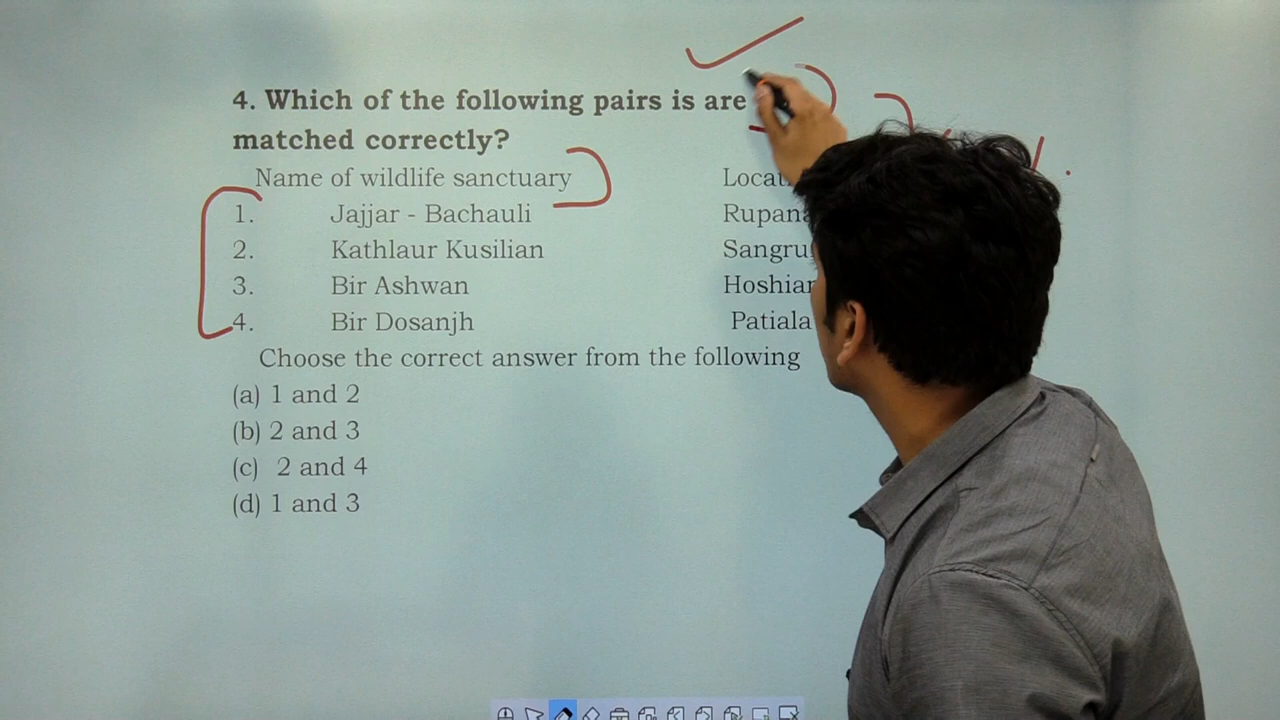 4. Which of the following pairs is are
matched correctly?
Name of wildlife sanctuary
1. Jajjar - Bachauli
2. Kathlaur Kusilian
3. Bir Ashwan
4. Bir Dosanjh Patiala
Choose the correct answer from the following
(a) 1 and 2
(b) 2 and 3
(c) 2 and 4
(d) 1 and 3